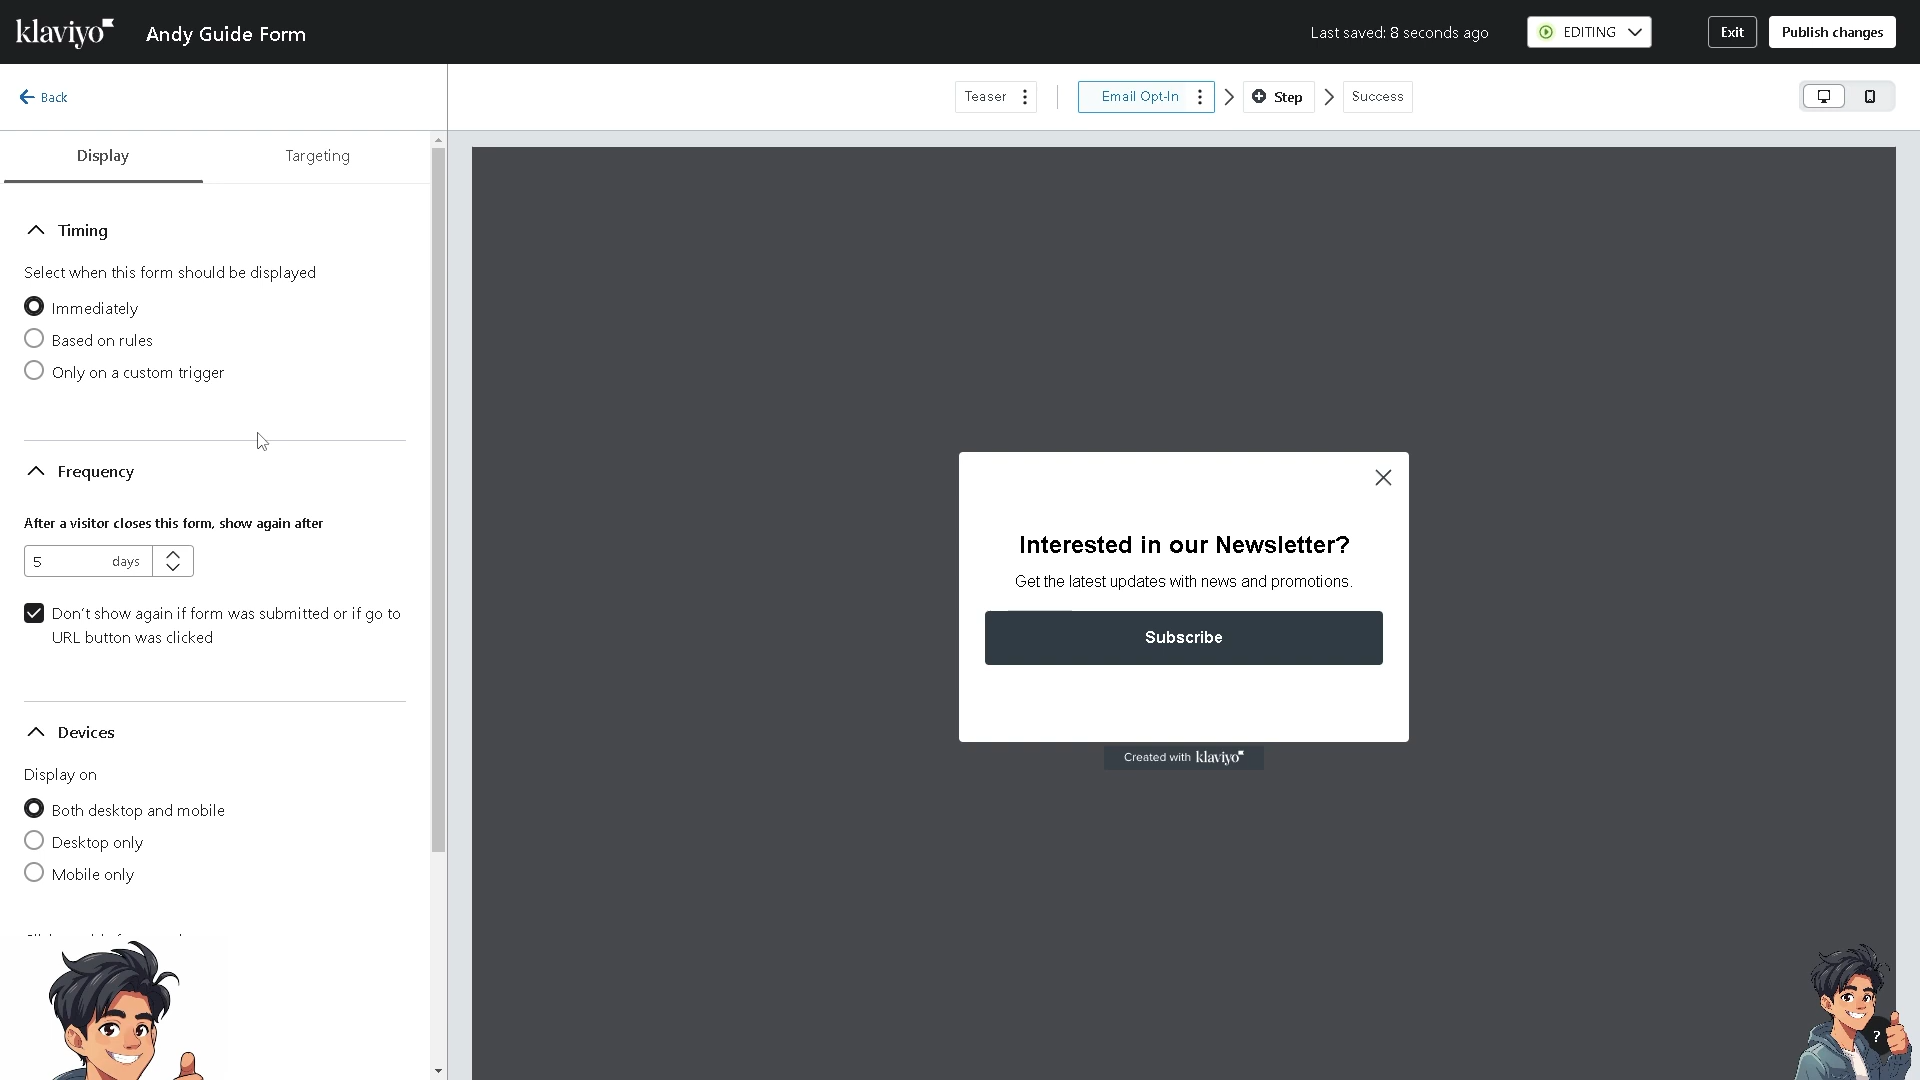 klaviyo
Andy Guide Form
Last saved: 8 seconds ago
EDITING
Exit
Publish changes
Back
Teaser
Email Opt-In
Step
Success
Display
Targeting
Timing
Select when this form should be displayed
Immediately
Based on rules
Only on a custom trigger
Frequency
After a visitor closes this form, show again after
5 days
Don't show again if form was submitted or if go to
URL button was clicked
Devices
Display on
Both desktop and mobile
Desktop only
Mobile only
Interested in our Newsletter?
Get the latest updates with news and promotions.
Subscribe
Created with klaviyo
?